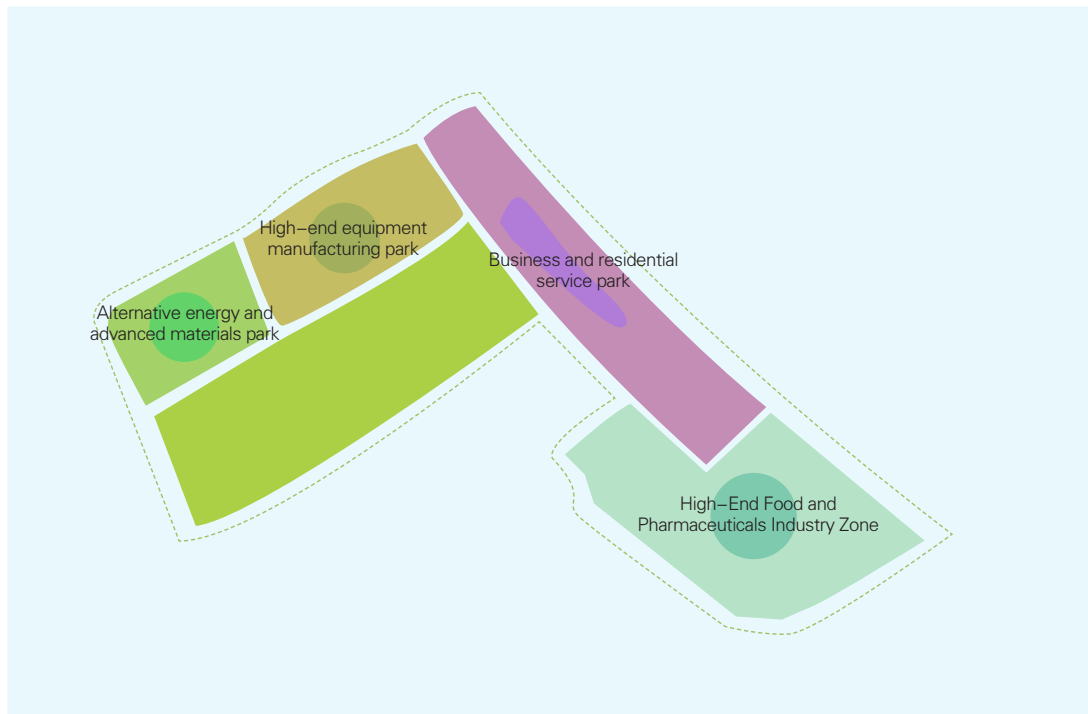 High–end equipment
manufacturing park
Business and residential
service park
Alternative energy and
advanced materials park
High–End Food and
Pharmaceuticals Industry Zone